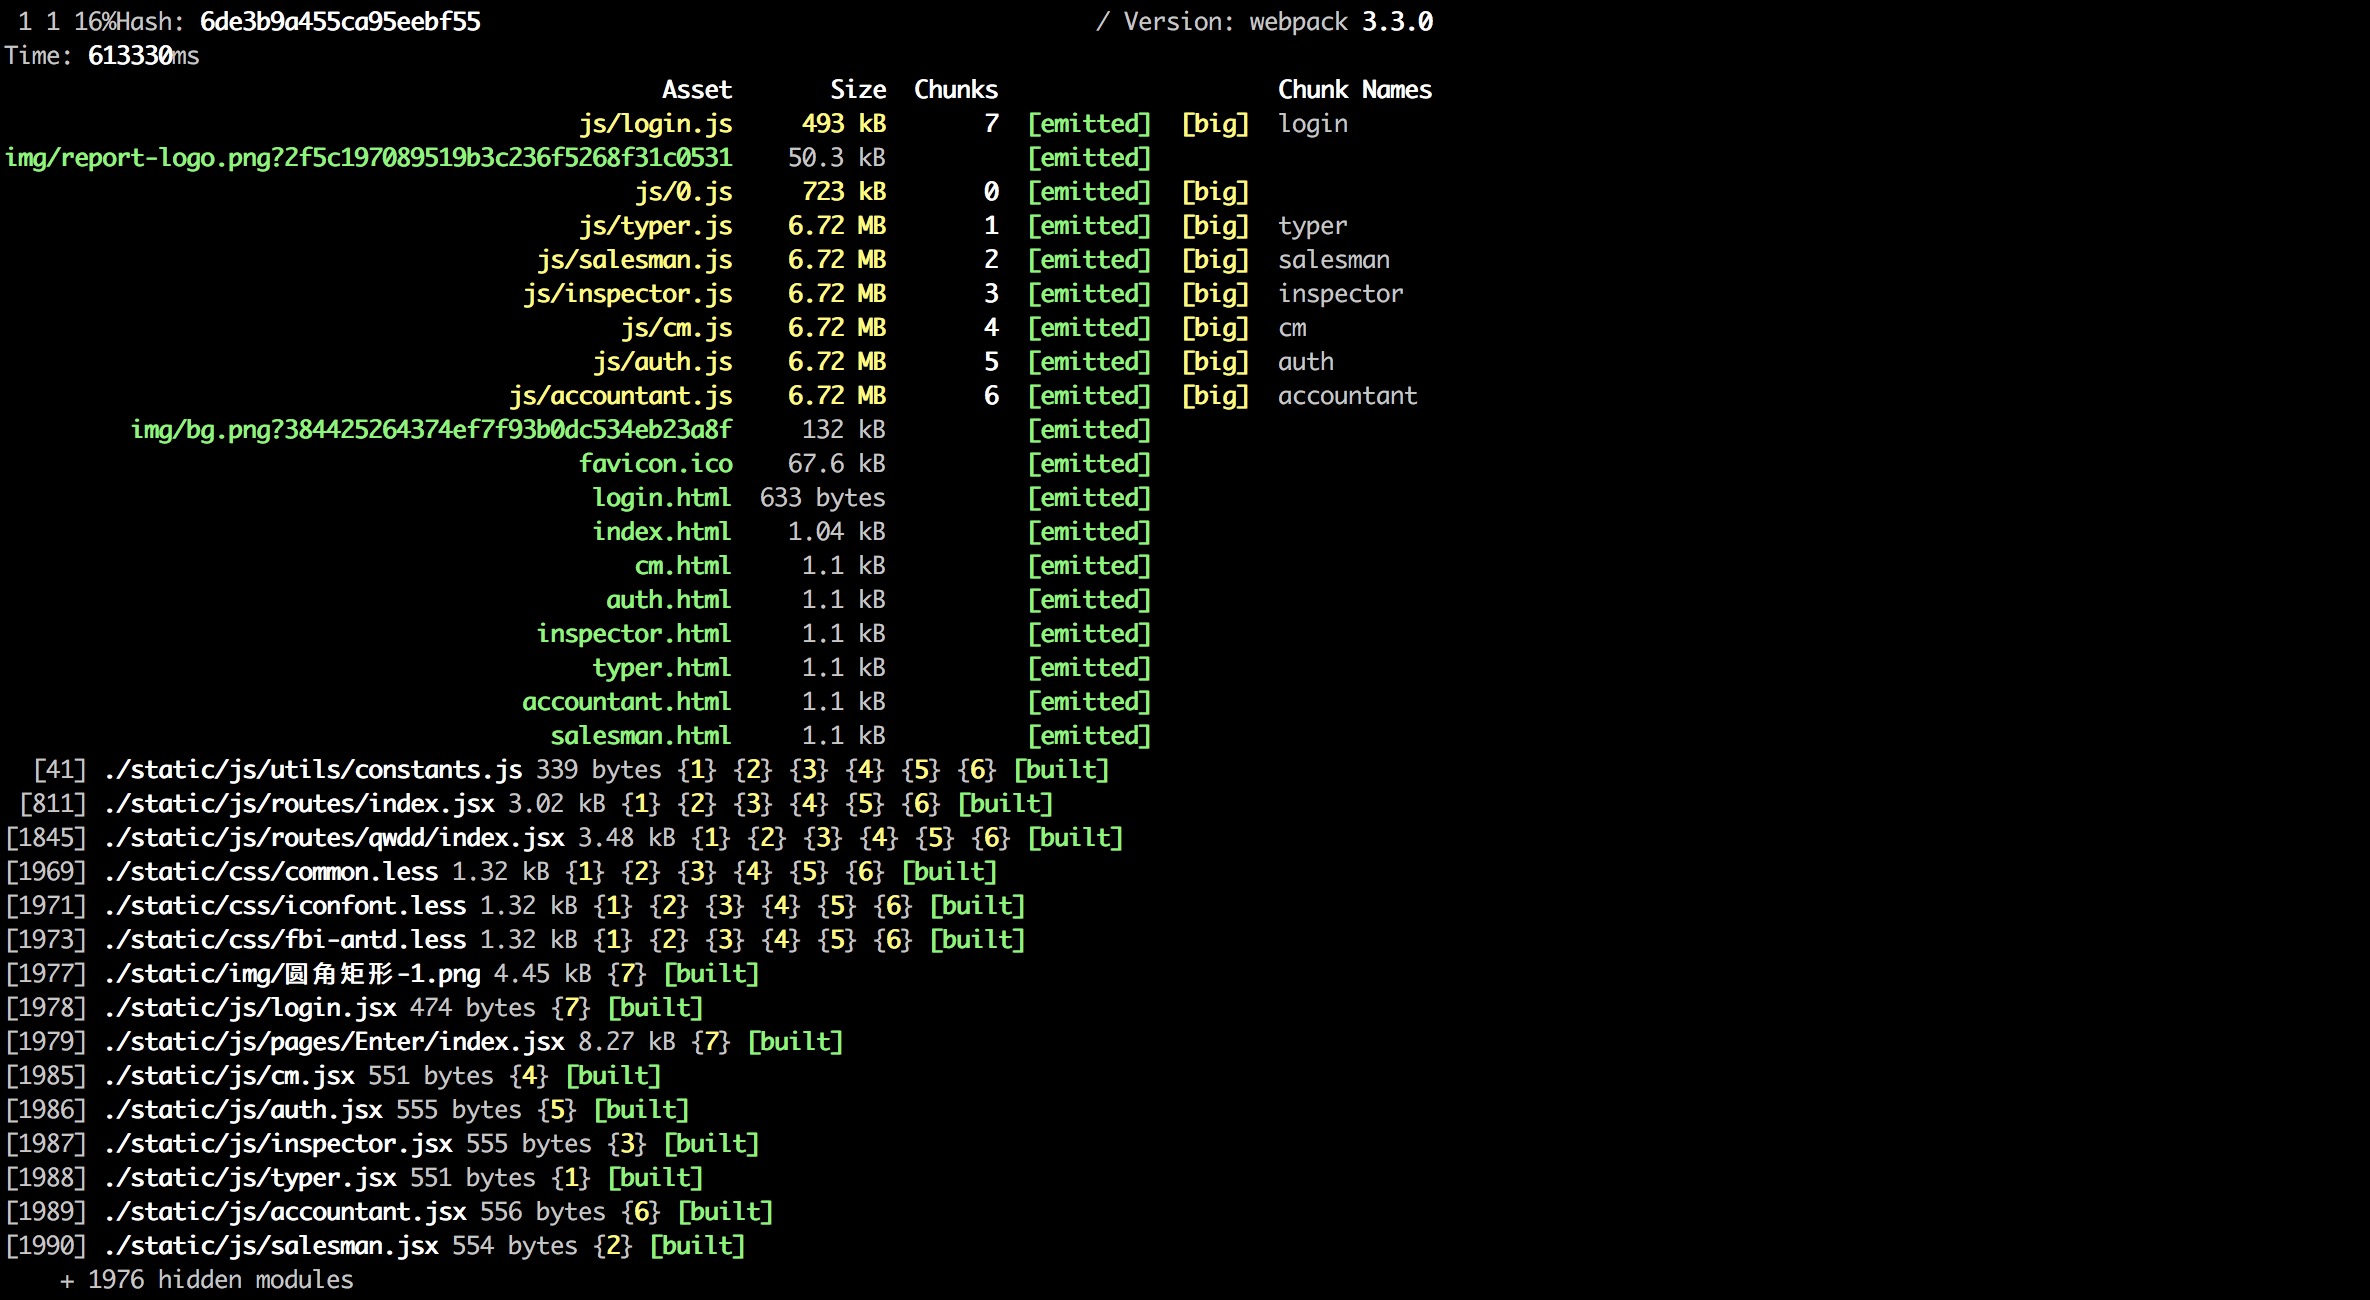 1 1 16%Hash: 6de3b9a455ca95eebf55 / Version: webpack 3.3.0
Time: 613330ms
Asset Size Chunks Chunk Names
js/login.js 493 kB 7 [emitted] [big] login
img/report-logo.png?2f5c197089519b3c236f5268f31c0531 50.3 kB [emitted]
js/0.js 723 kB 0 [emitted] [big]
js/typer.js 6.72 MB 1 [emitted] [big] typer
js/salesman.js 6.72 MB 2 [emitted] [big] salesman
js/inspector.js 6.72 MB 3 [emitted] [big] inspector
js/cm.js 6.72 MB 4 [emitted] [big] cm
js/auth.js 6.72 MB 5 [emitted] [big] auth
js/accountant.js 6.72 MB 6 [emitted] [big] accountant
img/bg.png?384425264374ef7f93b0dc534eb23a8f 132 kB [emitted]
favicon.ico 67.6 kB [emitted]
login.html 633 bytes [emitted]
index.html 1.04 kB [emitted]
cm.html 1.1 kB [emitted]
auth.html 1.1 kB [emitted]
inspector.html 1.1 kB [emitted]
typer.html 1.1 kB [emitted]
accountant.html 1.1 kB [emitted]
salesman.html 1.1 kB [emitted]
[41] ./static/js/utils/constants.js 339 bytes {1} {2} {3} {4} {5} {6} [built]
[811] ./static/js/routes/index.jsx 3.02 kB {1} {2} {3} {4} {5} {6} [built]
[1845] ./static/js/routes/qwdd/index.jsx 3.48 kB {1} {2} {3} {4} {5} {6} [built]
[1969] ./static/css/common.less 1.32 kB {1} {2} {3} {4} {5} {6} [built]
[1971] ./static/css/iconfont.less 1.32 kB {1} {2} {3} {4} {5} {6} [built]
[1973] ./static/css/fbi-antd.less 1.32 kB {1} {2} {3} {4} {5} {6} [built]
[1977] ./static/img/圆角矩形-1.png 4.45 kB {7} [built]
[1978] ./static/js/login.jsx 474 bytes {7} [built]
[1979] ./static/js/pages/Enter/index.jsx 8.27 kB {7} [built]
[1985] ./static/js/cm.jsx 551 bytes {4} [built]
[1986] ./static/js/auth.jsx 555 bytes {5} [built]
[1987] ./static/js/inspector.jsx 555 bytes {3} [built]
[1988] ./static/js/typer.jsx 551 bytes {1} [built]
[1989] ./static/js/accountant.jsx 556 bytes {6} [built]
[1990] ./static/js/salesman.jsx 554 bytes {2} [built]
+ 1976 hidden modules